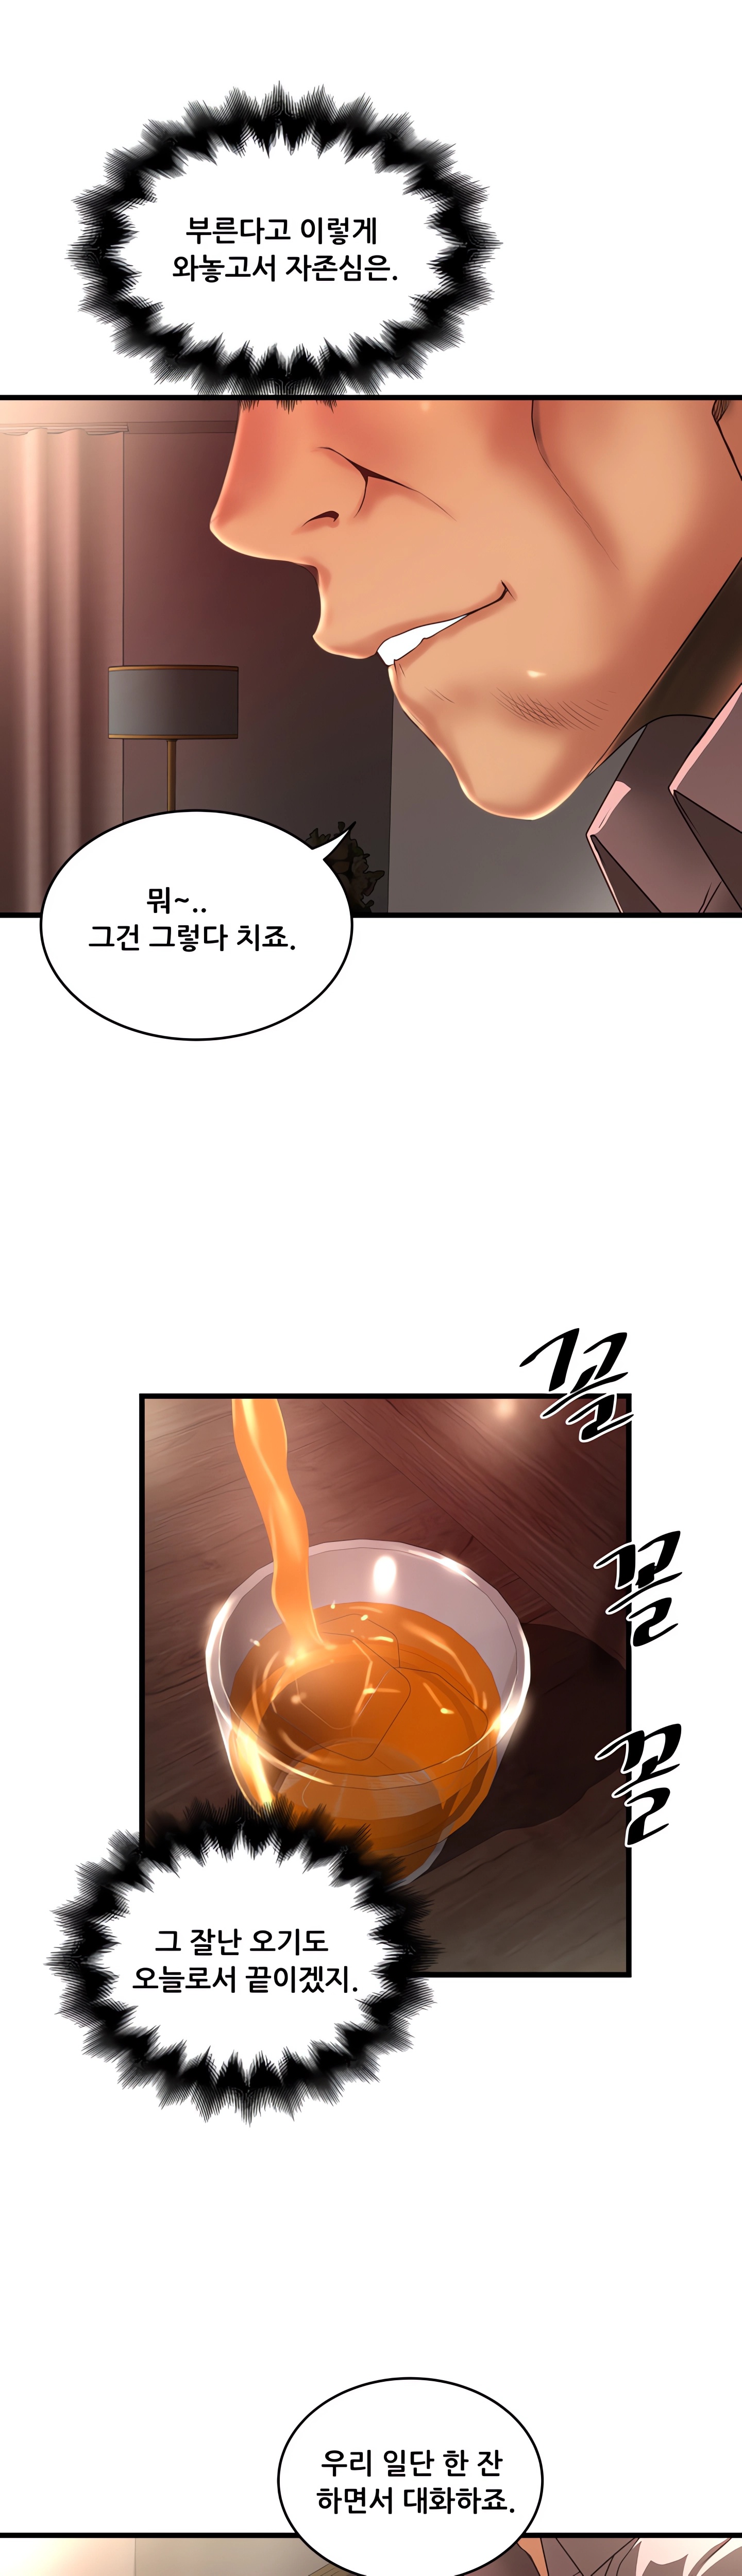 부른다고 이렇게
와놓고서 자존심은.
뭐~..
그건 그렇다 치죠.
꼴
꼴
꼴
그 잘난 오기도
오늘로서 끝이겠지.
우리 일단 한 잔
하면서 대화하죠.